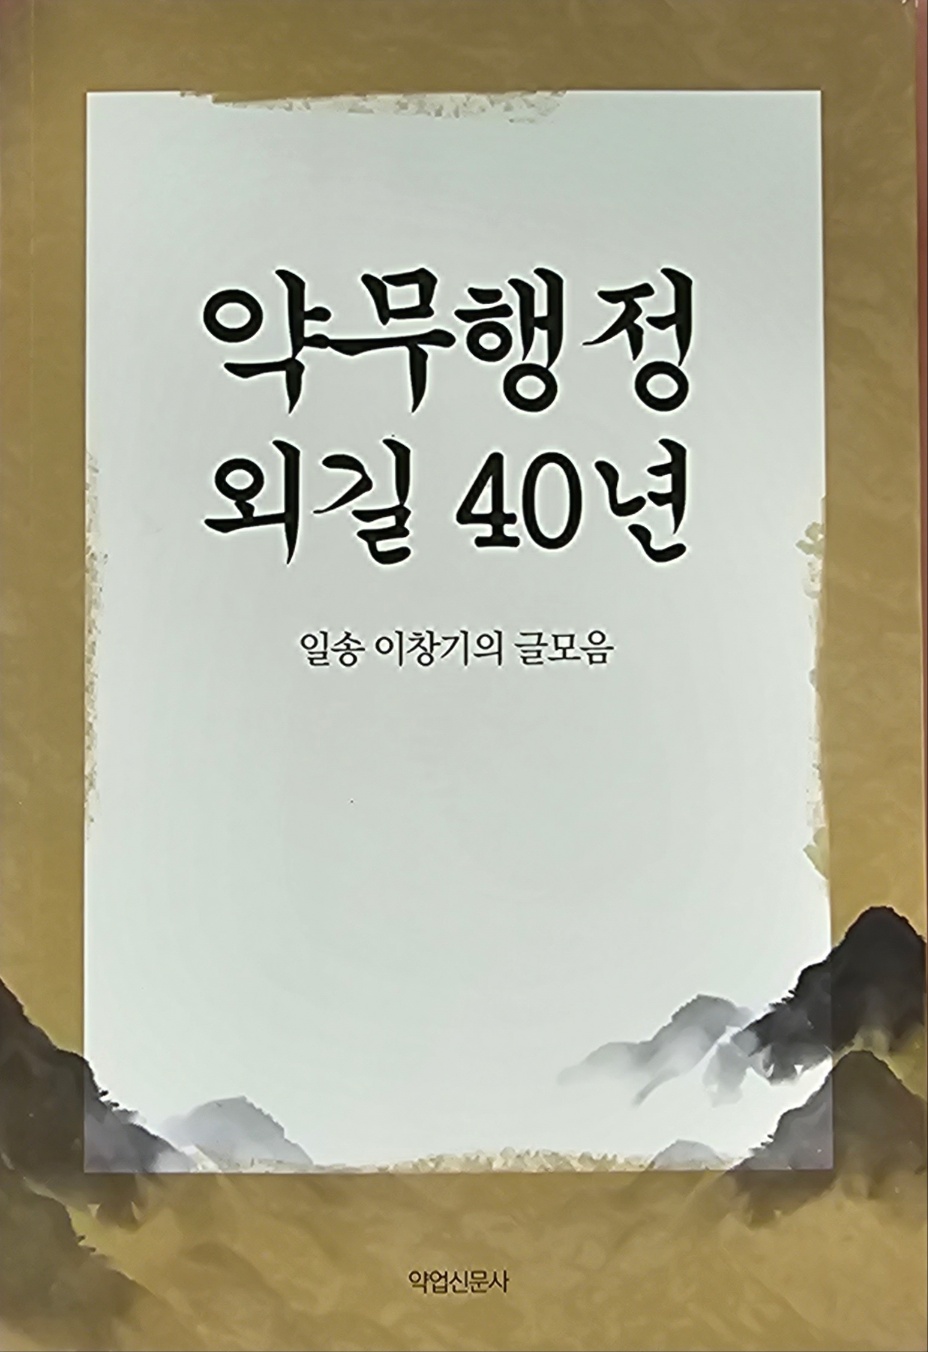 약무행정
외길 40년
일송 이창기의 글모음
약업신문사